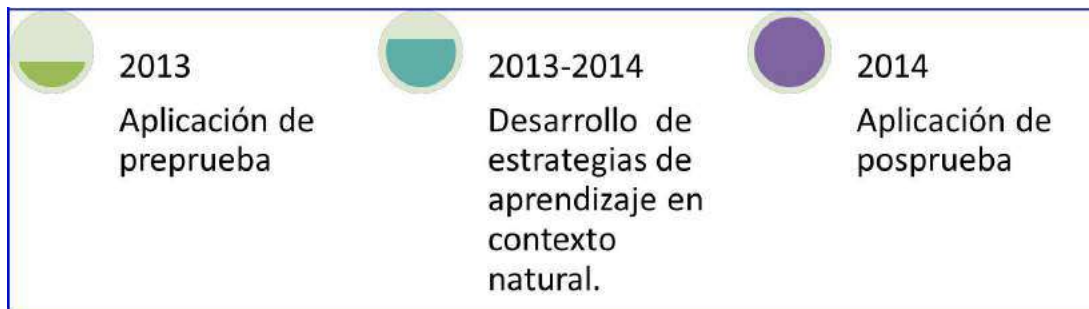 2013
Aplicación de
preprueba
2013-2014
Desarrollo de
estrategias de
aprendizaje en
contexto
natural.
2014
Aplicación de
posprueba